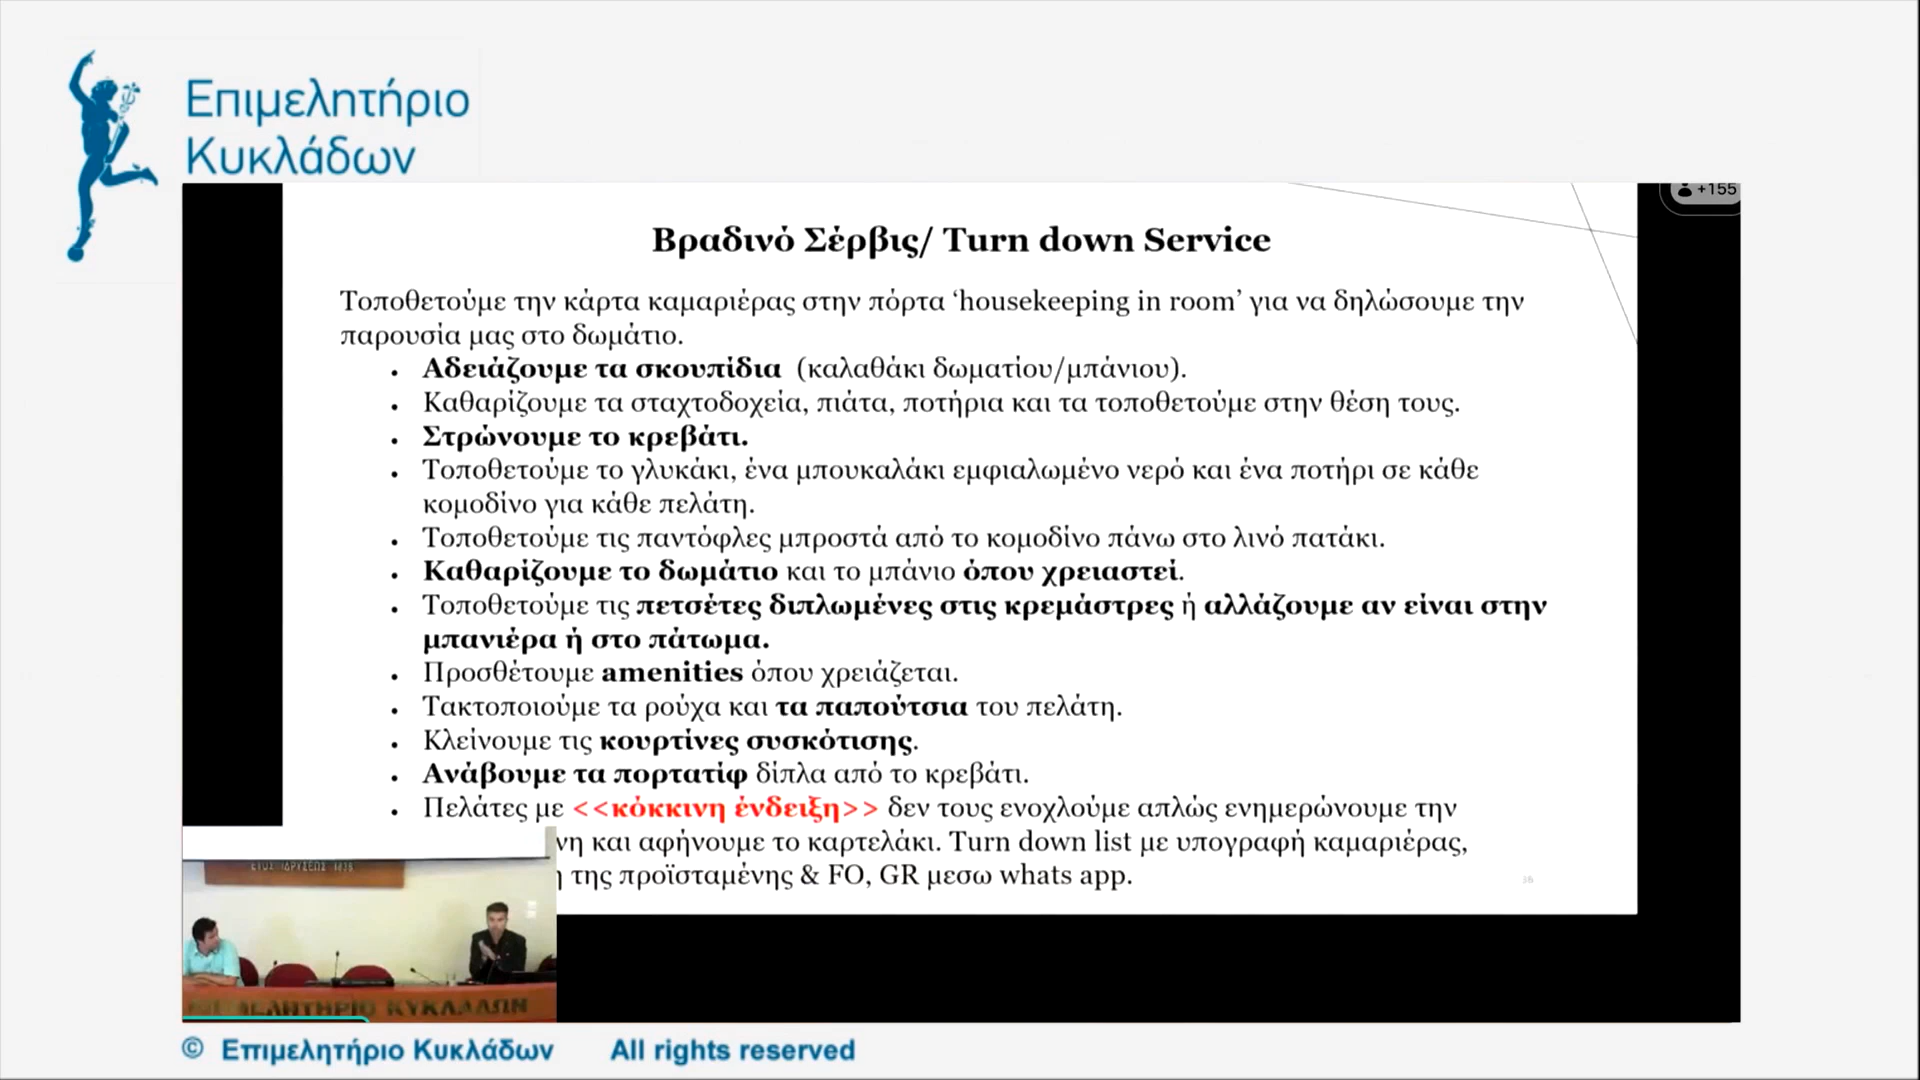 Επιμελητήριο
Κυκλάδων
+155
Βραδινό Σέρβις/ Turn down Service
Τοποθετούμε την κάρτα καμαριέρας στην πόρτα ‘housekeeping in room’ για να δηλώσουμε την
παρουσία μας στο δωμάτιο.
• Αδειάζουμε τα σκουπίδια (καλαθάκι δωματίου/μπάνιου).
• Καθαρίζουμε τα σταχτοδοχεία, πιάτα, ποτήρια και τα τοποθετούμε στην θέση τους.
• Στρώνουμε το κρεβάτι.
• Τοποθετούμε το γλυκάκι, ένα μπουκαλάκι εμφιαλωμένο νερό και ένα ποτήρι σε κάθε
κομοδίνο για κάθε πελάτη.
• Τοποθετούμε τις παντόφλες μπροστά από το κομοδίνο πάνω στο λινό πατάκι.
• Καθαρίζουμε το δωμάτιο και το μπάνιο όπου χρειαστεί.
• Τοποθετούμε τις πετσέτες διπλωμένες στις κρεμάστρες ή αλλάζουμε αν είναι στην
μπανιέρα ή στο πάτωμα.
• Προσθέτουμε amenities όπου χρειάζεται.
• Τακτοποιούμε τα ρούχα και τα παπούτσια του πελάτη.
• Κλείνουμε τις κουρτίνες συσκότισης.
• Ανάβουμε τα πορτατίφ δίπλα από το κρεβάτι.
• Πελάτες με <<κόκκινη ένδειξη>> δεν τους ενοχλούμε απλώς ενημερώνουμε την
νη και αφήνουμε το καρτελάκι. Turn down list με υπογραφή καμαριέρας,
η της προϊσταμένης & FO, GR μεσω whats app.
ΕΤΟΣ ΙΔΡΥΣΕΩΣ 1836
ΕΠΙΜΕΛΗΤΗΡΙΟ ΚΥΚΛΑΔΩΝ
© Επιμελητήριο Κυκλάδων All rights reserved